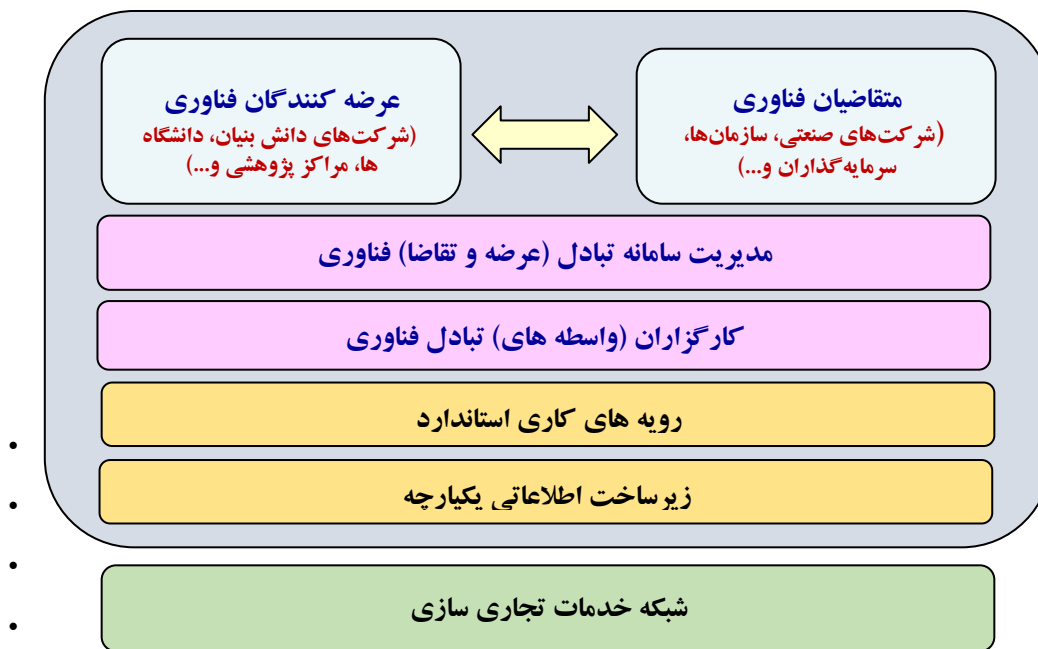 متقاضیان فناوری
(شرکت‌های صنعتی، سازمان‌ها،
سرمایه‌گذاران و...)
عرضه کنندگان فناوری
(شرکت‌های دانش بنیان، دانشگاه
ها، مراکز پژوهشی و...)
مدیریت سامانه تبادل (عرضه و تقاضا) فناوری
کارگزاران (واسطه های) تبادل فناوری
رویه های کاری استاندارد
زیرساخت اطلاعاتی یکپارچه
شبکه خدمات تجاری سازی